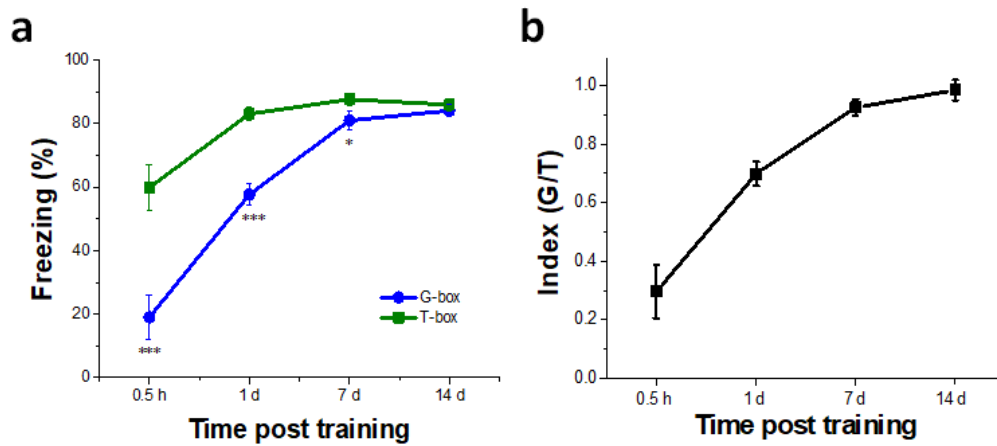 a
100
80
60
40
20
0
Freezing (%)
***
***
*
G-box
T-box
0.5 h 1 d 7 d 14 d
Time post training
b
1.0
0.8
0.6
0.4
0.2
0.0
Index (G/T)
0.5 h 1 d 7 d 14 d
Time post training